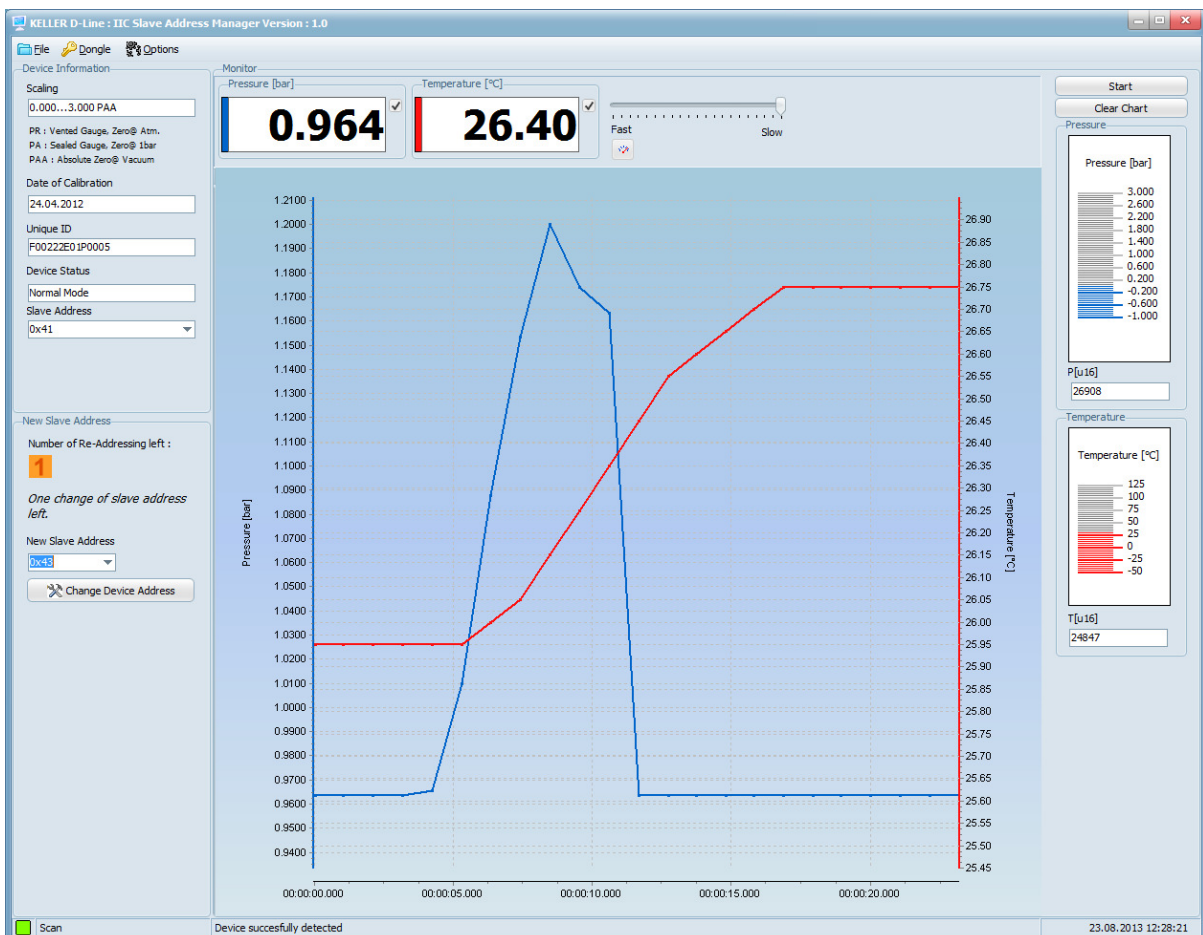 KELLER D-Line : IIC Slave Address Manager Version : 1.0
File Dongle Options
Device Information
Scaling
0.000...3.000 PAA
PR : Vented Gauge, Zero@ Atm.
PA : Sealed Gauge, Zero@ 1bar
PAA : Absolute Zero@ Vacuum
Date of Calibration
24.04.2012
Unique ID
F00222E01P0005
Device Status
Normal Mode
Slave Address
0x41
New Slave Address
Number of Re-Addressing left :
1
One change of slave address
left.
New Slave Address
0x43
Change Device Address
Monitor
Pressure [bar]
0.964
Temperature [°C]
26.40
Fast Slow
1.2100
1.2000
1.1900
1.1800
1.1700
1.1600
1.1500
1.1400
1.1300
1.1200
1.1100
1.1000
1.0900
1.0800
1.0700
1.0600
1.0500
1.0400
1.0300
1.0200
1.0100
1.0000
0.9900
0.9800
0.9700
0.9600
0.9500
0.9400
Pressure [bar]
26.90
26.85
26.80
26.75
26.70
26.65
26.60
26.55
26.50
26.45
26.40
26.35
26.30
26.25
26.20
26.15
26.10
26.05
26.00
25.95
25.90
25.85
25.80
25.75
25.70
25.65
25.60
25.55
25.50
25.45
Temperature [°C]
00:00:00.000 00:00:05.000 00:00:10.000 00:00:15.000 00:00:20.000
Start
Clear Chart
Pressure
Pressure [bar]
3.000
2.600
2.200
1.800
1.400
1.000
0.600
0.200
-0.200
-0.600
-1.000
P[u16]
26908
Temperature
Temperature [°C]
125
100
75
50
25
0
-25
-50
T[u16]
24847
Scan
Device succesfully detected
23.08.2013 12:28:21